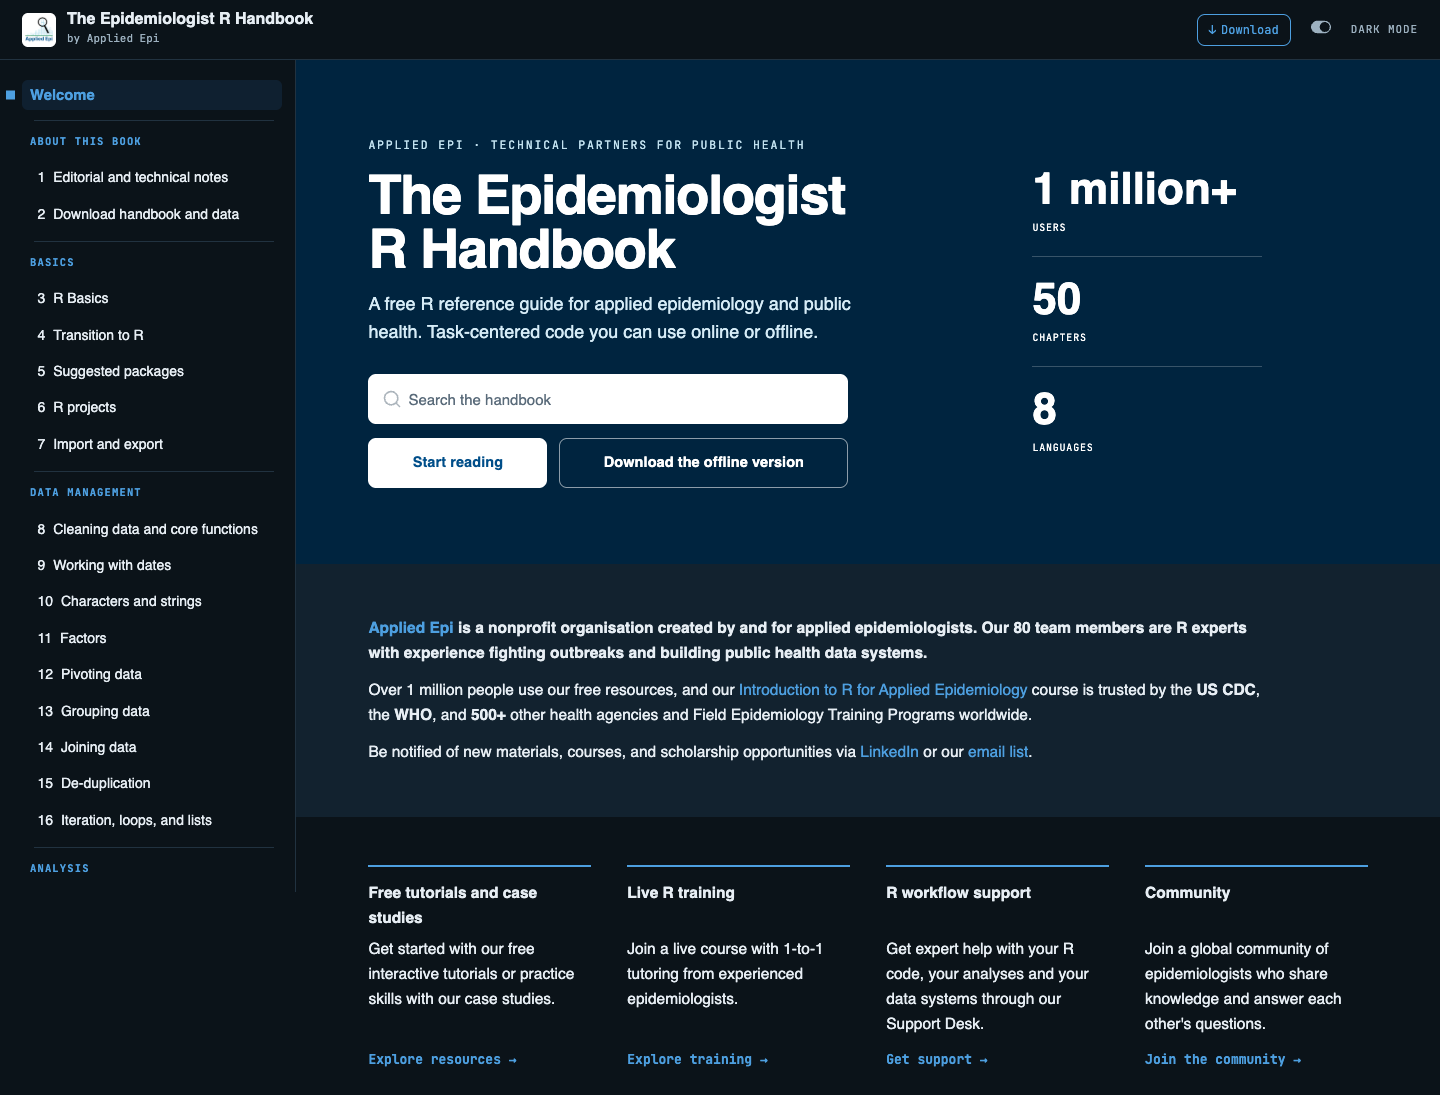 The Epidemiologist R Handbook
by Applied Epi
Applied Epi
↓ Download
DARK MODE
Welcome
ABOUT THIS BOOK
1 Editorial and technical notes
2 Download handbook and data
BASICS
3 R Basics
4 Transition to R
5 Suggested packages
6 R projects
7 Import and export
DATA MANAGEMENT
8 Cleaning data and core functions
9 Working with dates
10 Characters and strings
11 Factors
12 Pivoting data
13 Grouping data
14 Joining data
15 De-duplication
16 Iteration, loops, and lists
ANALYSIS
APPLIED EPI · TECHNICAL PARTNERS FOR PUBLIC HEALTH
The Epidemiologist
R Handbook
A free R reference guide for applied epidemiology and public
health. Task-centered code you can use online or offline.
Search the handbook
Start reading
Download the offline version
1 million+
USERS
50
CHAPTERS
8
LANGUAGES
Applied Epi is a nonprofit organisation created by and for applied epidemiologists. Our 80 team members are R experts
with experience fighting outbreaks and building public health data systems.
Over 1 million people use our free resources, and our Introduction to R for Applied Epidemiology course is trusted by the US CDC,
the WHO, and 500+ other health agencies and Field Epidemiology Training Programs worldwide.
Be notified of new materials, courses, and scholarship opportunities via LinkedIn or our email list.
Free tutorials and case
studies
Get started with our free
interactive tutorials or practice
skills with our case studies.
Explore resources →
Live R training
Join a live course with 1-to-1
tutoring from experienced
epidemiologists.
Explore training →
R workflow support
Get expert help with your R
code, your analyses and your
data systems through our
Support Desk.
Get support →
Community
Join a global community of
epidemiologists who share
knowledge and answer each
other's questions.
Join the community →